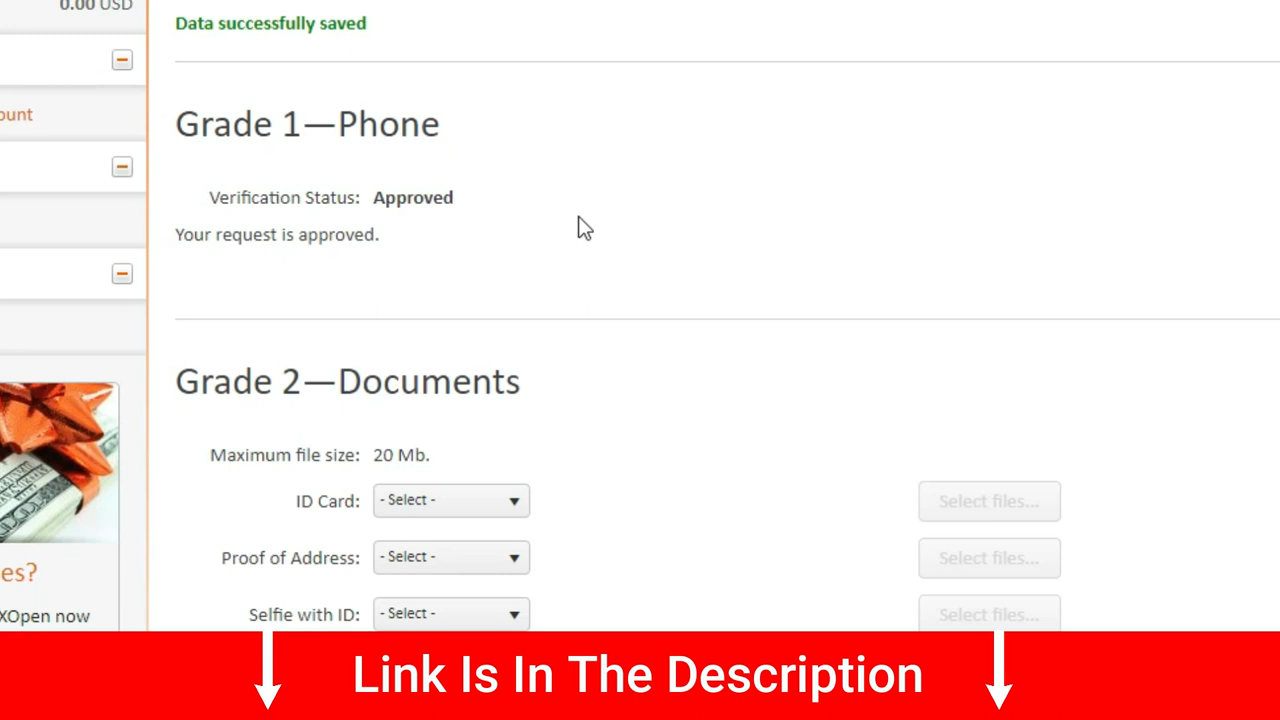 0.00 USD
Data successfully saved
ount
Grade 1—Phone
Verification Status: Approved
Your request is approved.
Grade 2—Documents
Maximum file size: 20 Mb.
ID Card: - Select - Select files...
Proof of Address: - Select - Select files...
Selfie with ID: - Select - Select files...
es?
XOpen now
Link Is In The Description